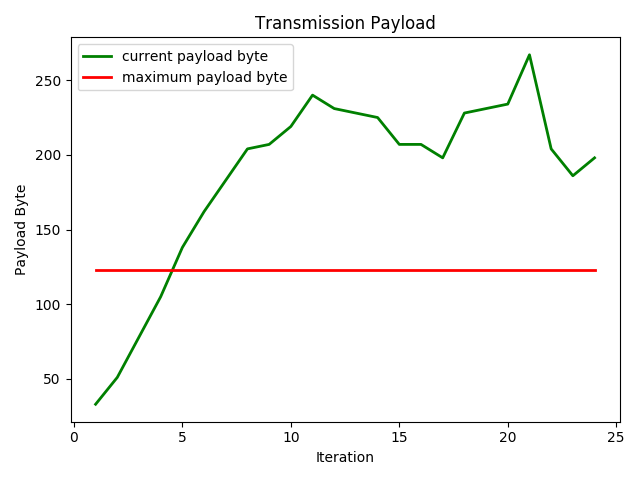 Transmission Payload
current payload byte
maximum payload byte
250
200
150
100
50
Payload Byte
0 5 10 15 20 25
Iteration